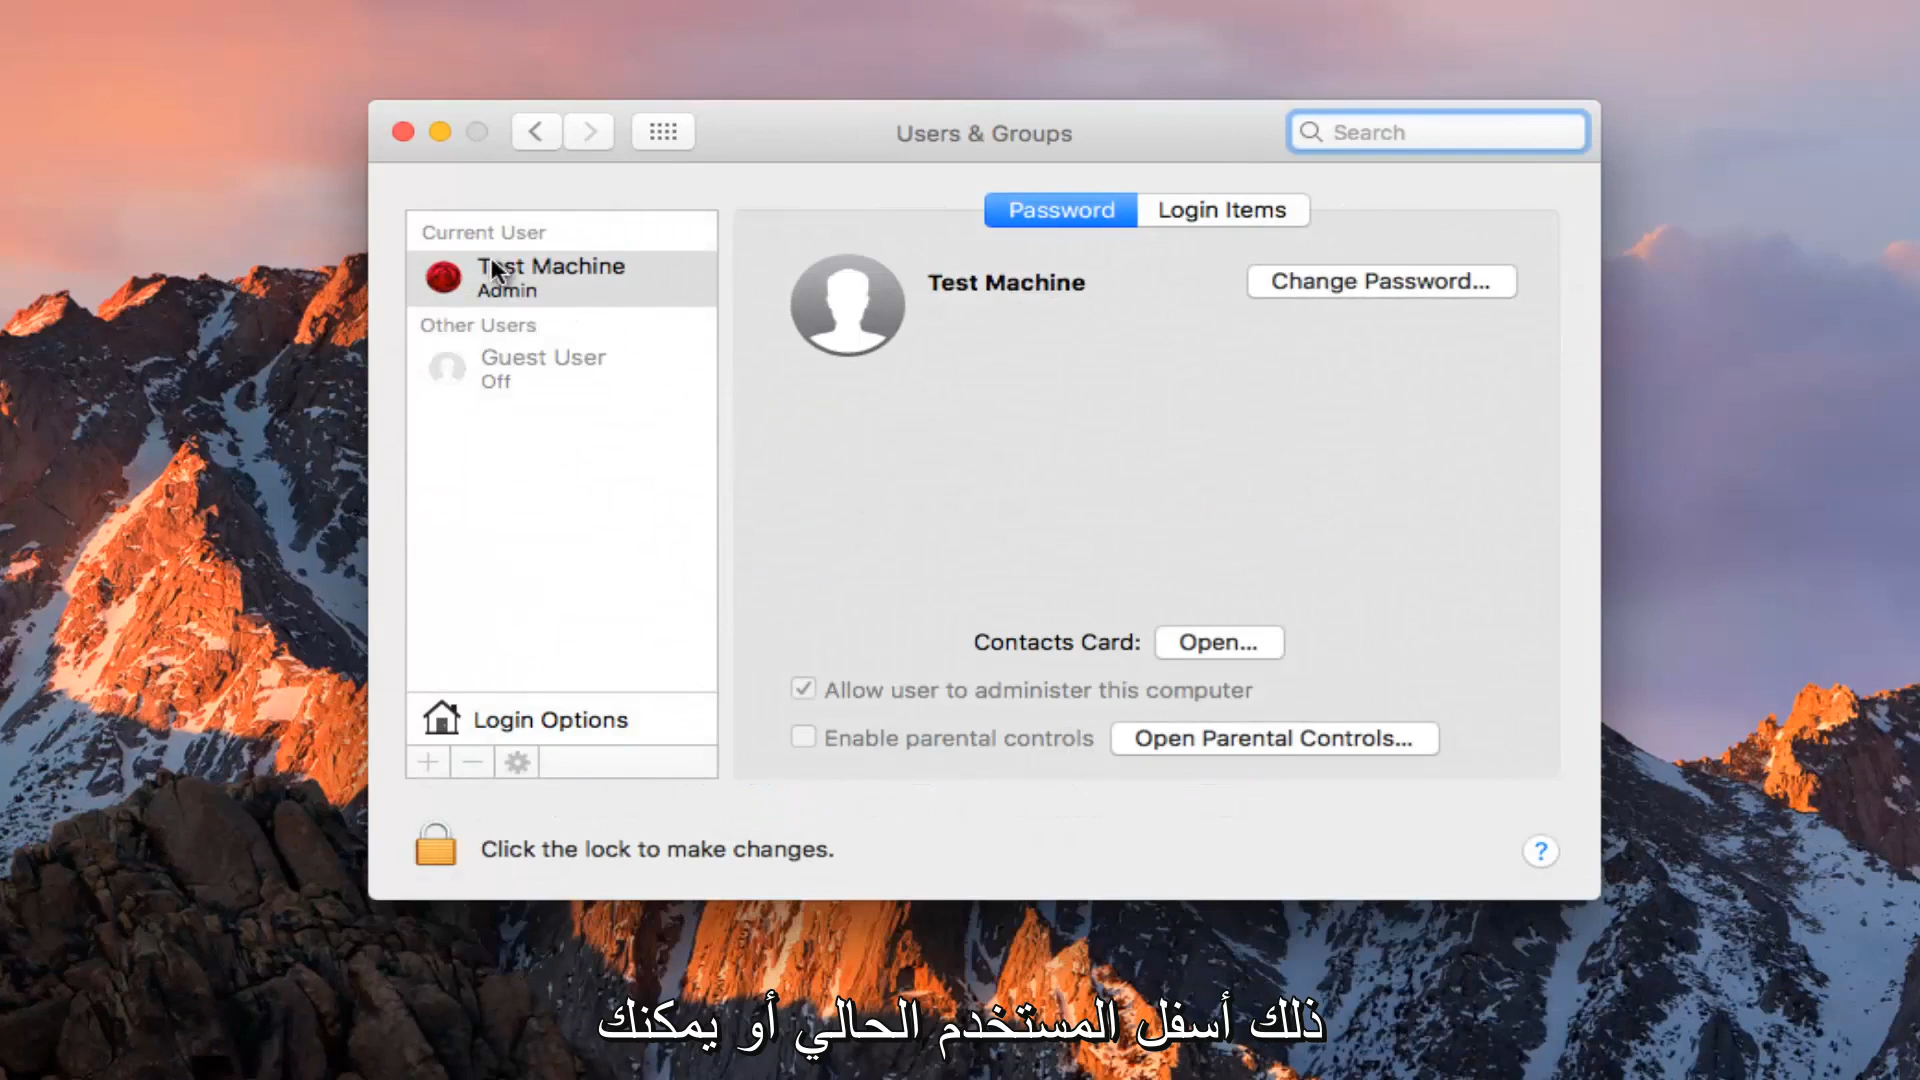 Users & Groups
Search
Password
Login Items
Current User
Test Machine
Admin
Other Users
Guest User
Off
Login Options
Test Machine
Change Password...
Contacts Card:
Open...
Allow user to administer this computer
Enable parental controls
Open Parental Controls...
Click the lock to make changes.
?
ذلك أسفل المستخدم الحالي أو يمكنك